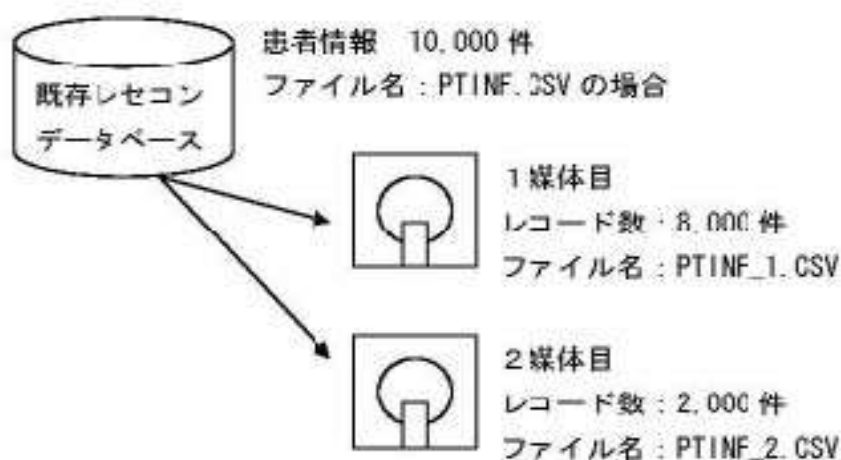 患者情報 10,000 件
ファイル名：PTINF.CSV の場合
既存レセコン
データベース
1媒体目
レコード数：8,000 件
ファイル名：PTINF_1.CSV
2媒体目
レコード数：2,000 件
ファイル名：PTINF_2.CSV